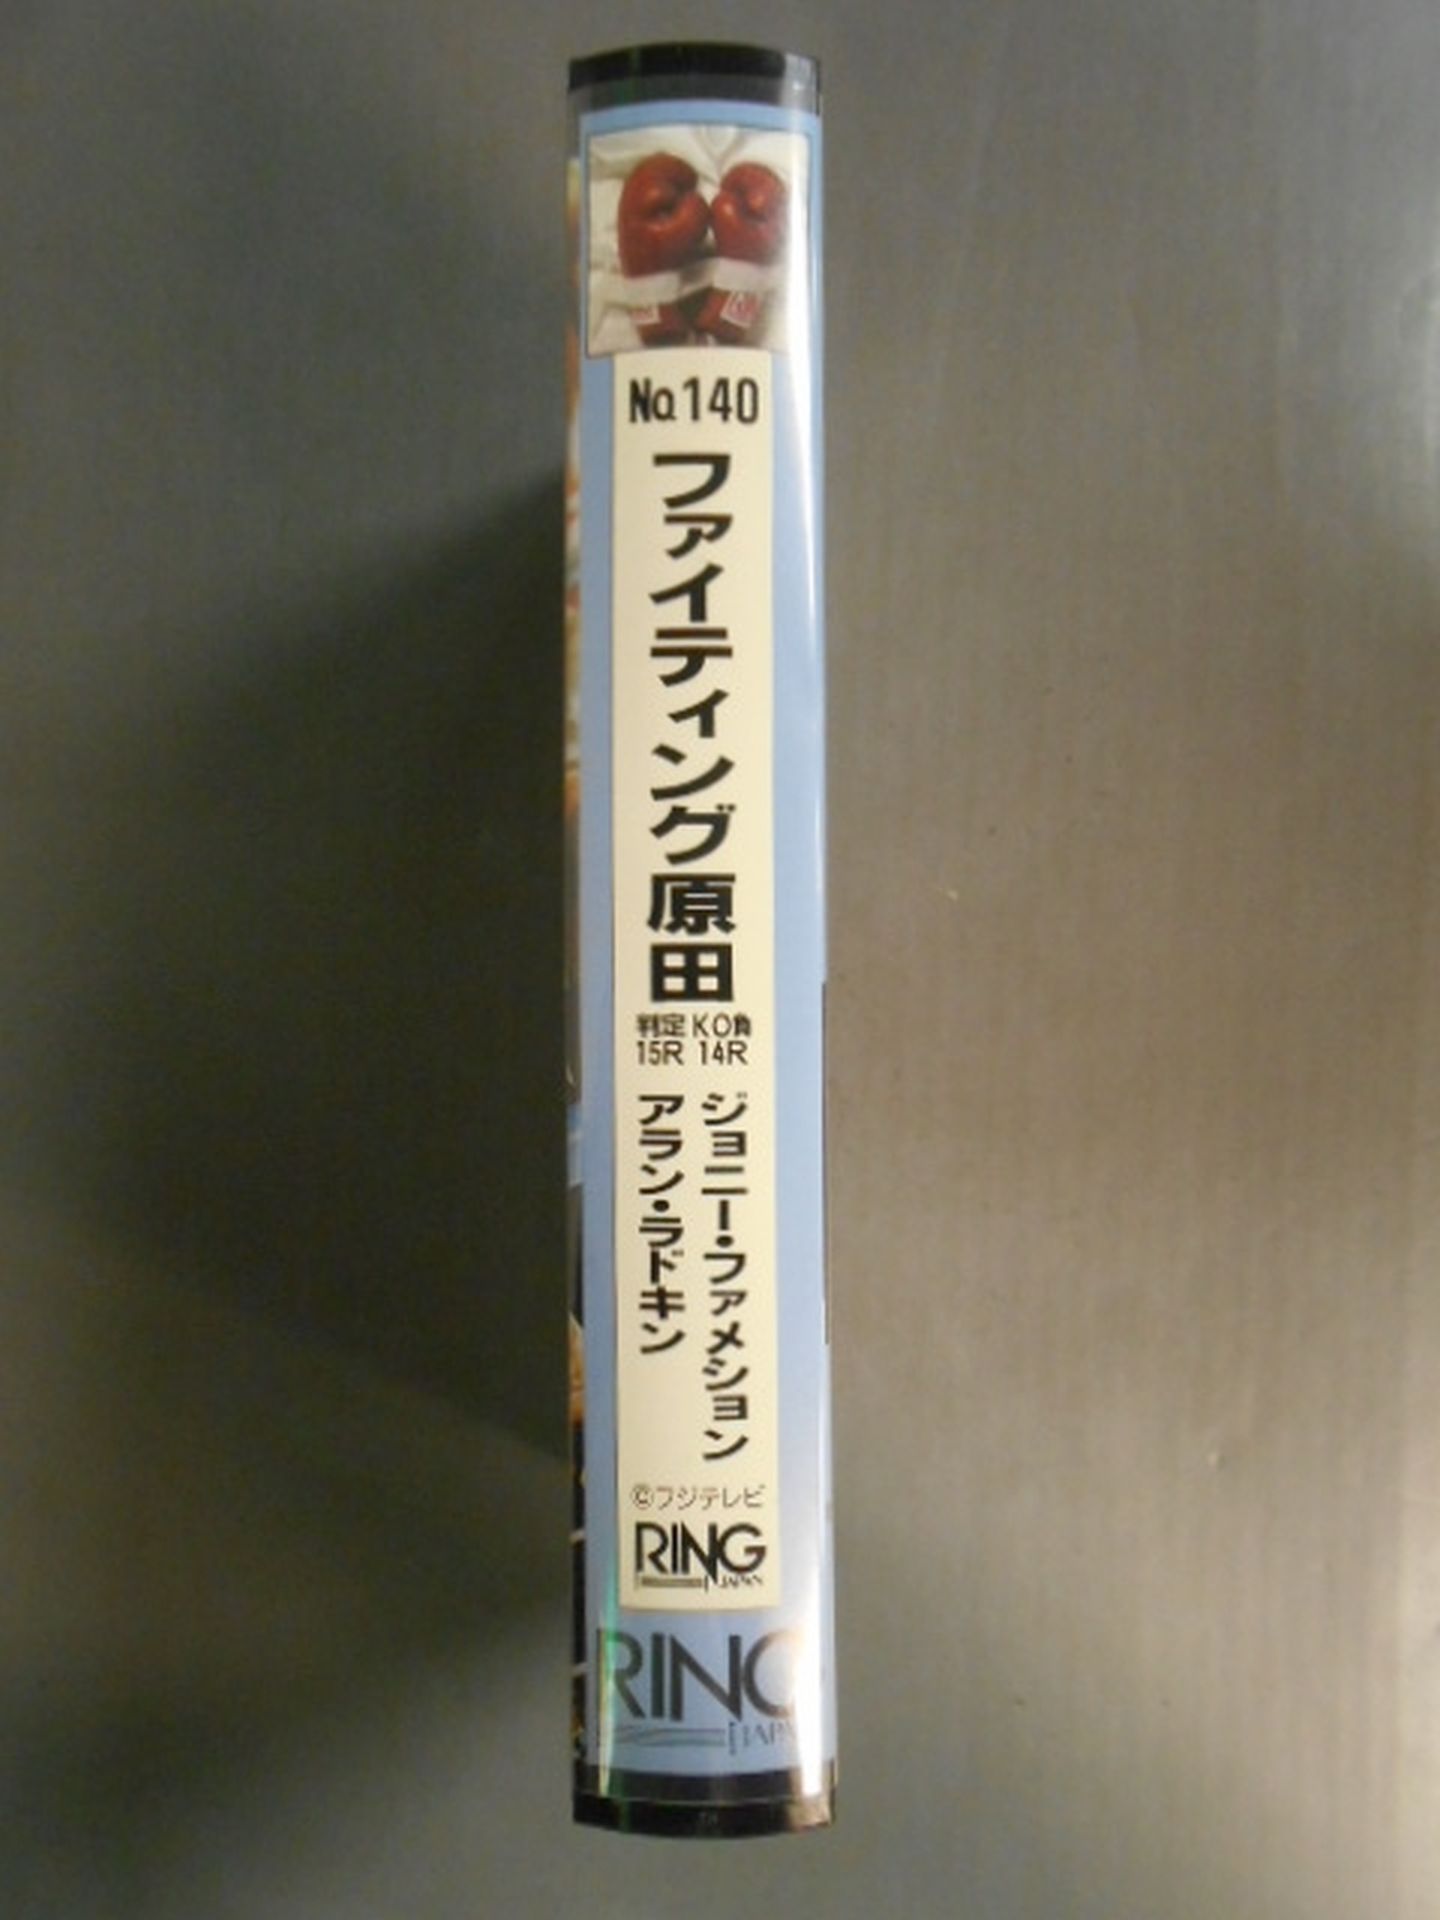 No.140
ファイティング原田
KO負
14R
ジョニー・ファメション
判定
15R
アラン・ラドキン
©フジテレビ
RING
JAPAN
RING
JAPA